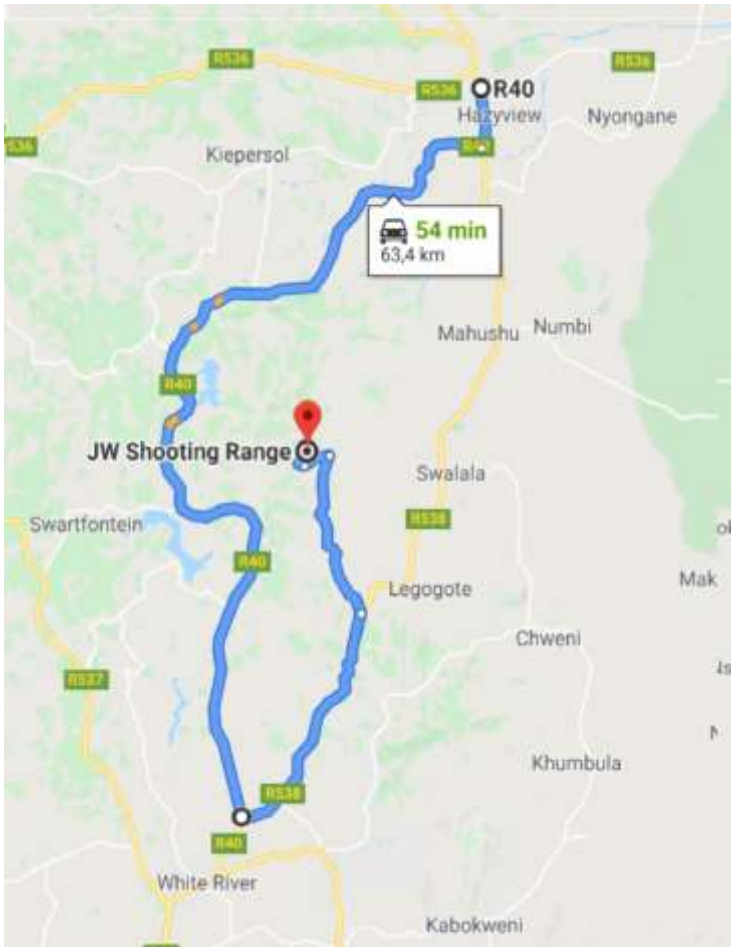 R536
R536
R536
R40
Hazyview
Nyongane
R536
Kiepersol
R40
54 min
63,4 km
Mahushu
Numbi
R40
JW Shooting Range
Swalala
R538
Swartfontein
R40
Legogote
Mak
Chweni
R537
Khumbula
R538
R40
White River
Kabokweni